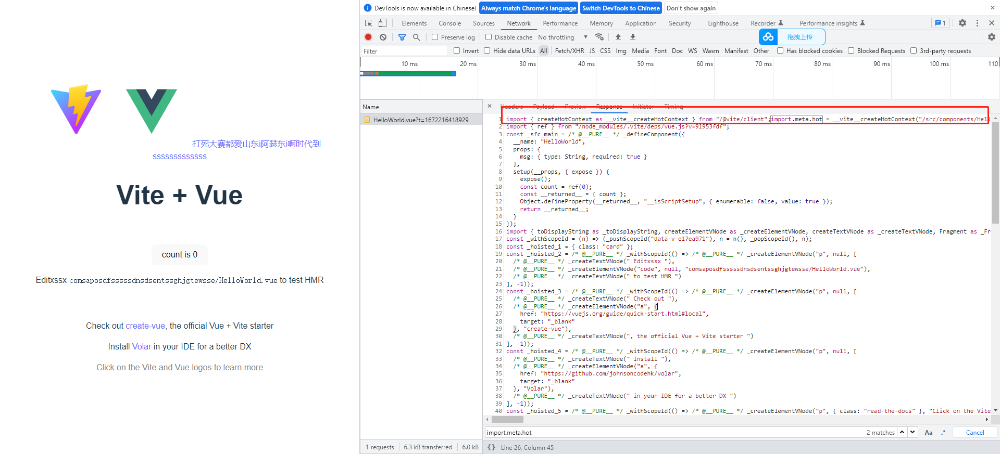 打死大赛都爱山东i阿瑟东i啊时代到
sssssssssssss
Vite + Vue
count is 0
Editxssx comsaposdfsssssdnsdsentssghjgtewsse/HelloWorld.vue to test HMR
Check out create-vue, the official Vue + Vite starter
Install Volar in your IDE for a better DX
Click on the Vite and Vue logos to learn more
DevTools is now available in Chinese! Always match Chrome's language Switch DevTools to Chinese Don't show again
Elements Console Sources Network Performance Memory Application Security Lighthouse Recorder Performance insights 1
Preserve log Disable cache No throttling 拖拽上传
Filter Invert Hide data URLs All Fetch/XHR JS CSS Img Media Font Doc WS Wasm Manifest Other Has blocked cookies Blocked Requests 3rd-party requests
10 ms 20 ms 30 ms 40 ms 50 ms 60 ms 70 ms 80 ms 90 ms 100 ms 110
Name
HelloWorld.vue?t=1672216418929
Headers Payload Preview Response Initiator Timing
1 import { createHotContext as __vite__createHotContext } from "/@vite/client";import.meta.hot = __vite__createHotContext("/src/components/Hell
2 import { ref } from "/node_modules/.vite/deps/vue.js?v=91953fdf";
3 const _sfc_main = /* @__PURE__ */ _defineComponent({
4 __name: "HelloWorld",
5 props: {
6 msg: { type: String, required: true }
7 },
8 setup(__props, { expose }) {
9 expose();
10 const count = ref(0);
11 const __returned__ = { count };
12 Object.defineProperty(__returned__, "__isScriptSetup", { enumerable: false, value: true });
13 return __returned__;
14 }
15 });
16 import { toDisplayString as _toDisplayString, createElementVNode as _createElementVNode, createTextVNode as _createTextVNode, Fragment as _Fr
17 const _withScopeId = (n) => (_pushScopeId("data-v-e17ea971"), n = n(), _popScopeId(), n);
18 const _hoisted_1 = { class: "card" };
19 const _hoisted_2 = /* @__PURE__ */ _withScopeId(() => /* @__PURE__ */ _createElementVNode("p", null, [
20 /* @__PURE__ */ _createTextVNode(" Editxssx "),
21 /* @__PURE__ */ _createElementVNode("code", null, "comsaposdfsssssdnsdsentssghjgtewsse/HelloWorld.vue"),
22 /* @__PURE__ */ _createTextVNode(" to test HMR ")
23 ], -1));
24 const _hoisted_3 = /* @__PURE__ */ _withScopeId(() => /* @__PURE__ */ _createElementVNode("p", null, [
25 /* @__PURE__ */ _createTextVNode(" Check out "),
26 /* @__PURE__ */ _createElementVNode("a", {
27 href: "https://vuejs.org/guide/quick-start.html#local",
28 target: "_blank"
29 }, "create-vue"),
30 /* @__PURE__ */ _createTextVNode(", the official Vue + Vite starter ")
31 ], -1));
32 const _hoisted_4 = /* @__PURE__ */ _withScopeId(() => /* @__PURE__ */ _createElementVNode("p", null, [
33 /* @__PURE__ */ _createTextVNode(" Install "),
34 /* @__PURE__ */ _createElementVNode("a", {
35 href: "https://github.com/johnsoncodehk/volar",
36 target: "_blank"
37 }, "Volar"),
38 /* @__PURE__ */ _createTextVNode(" in your IDE for a better DX ")
39 ], -1));
40 const _hoisted_5 = /* @__PURE__ */ _withScopeId(() => /* @__PURE__ */ _createElementVNode("p", { class: "read-the-docs" }, "Click on the Vite
import.meta.hot 2 matches Aa .* Cancel
1 requests 6.3 kB transferred 6.0 kB {} Line 26, Column 45